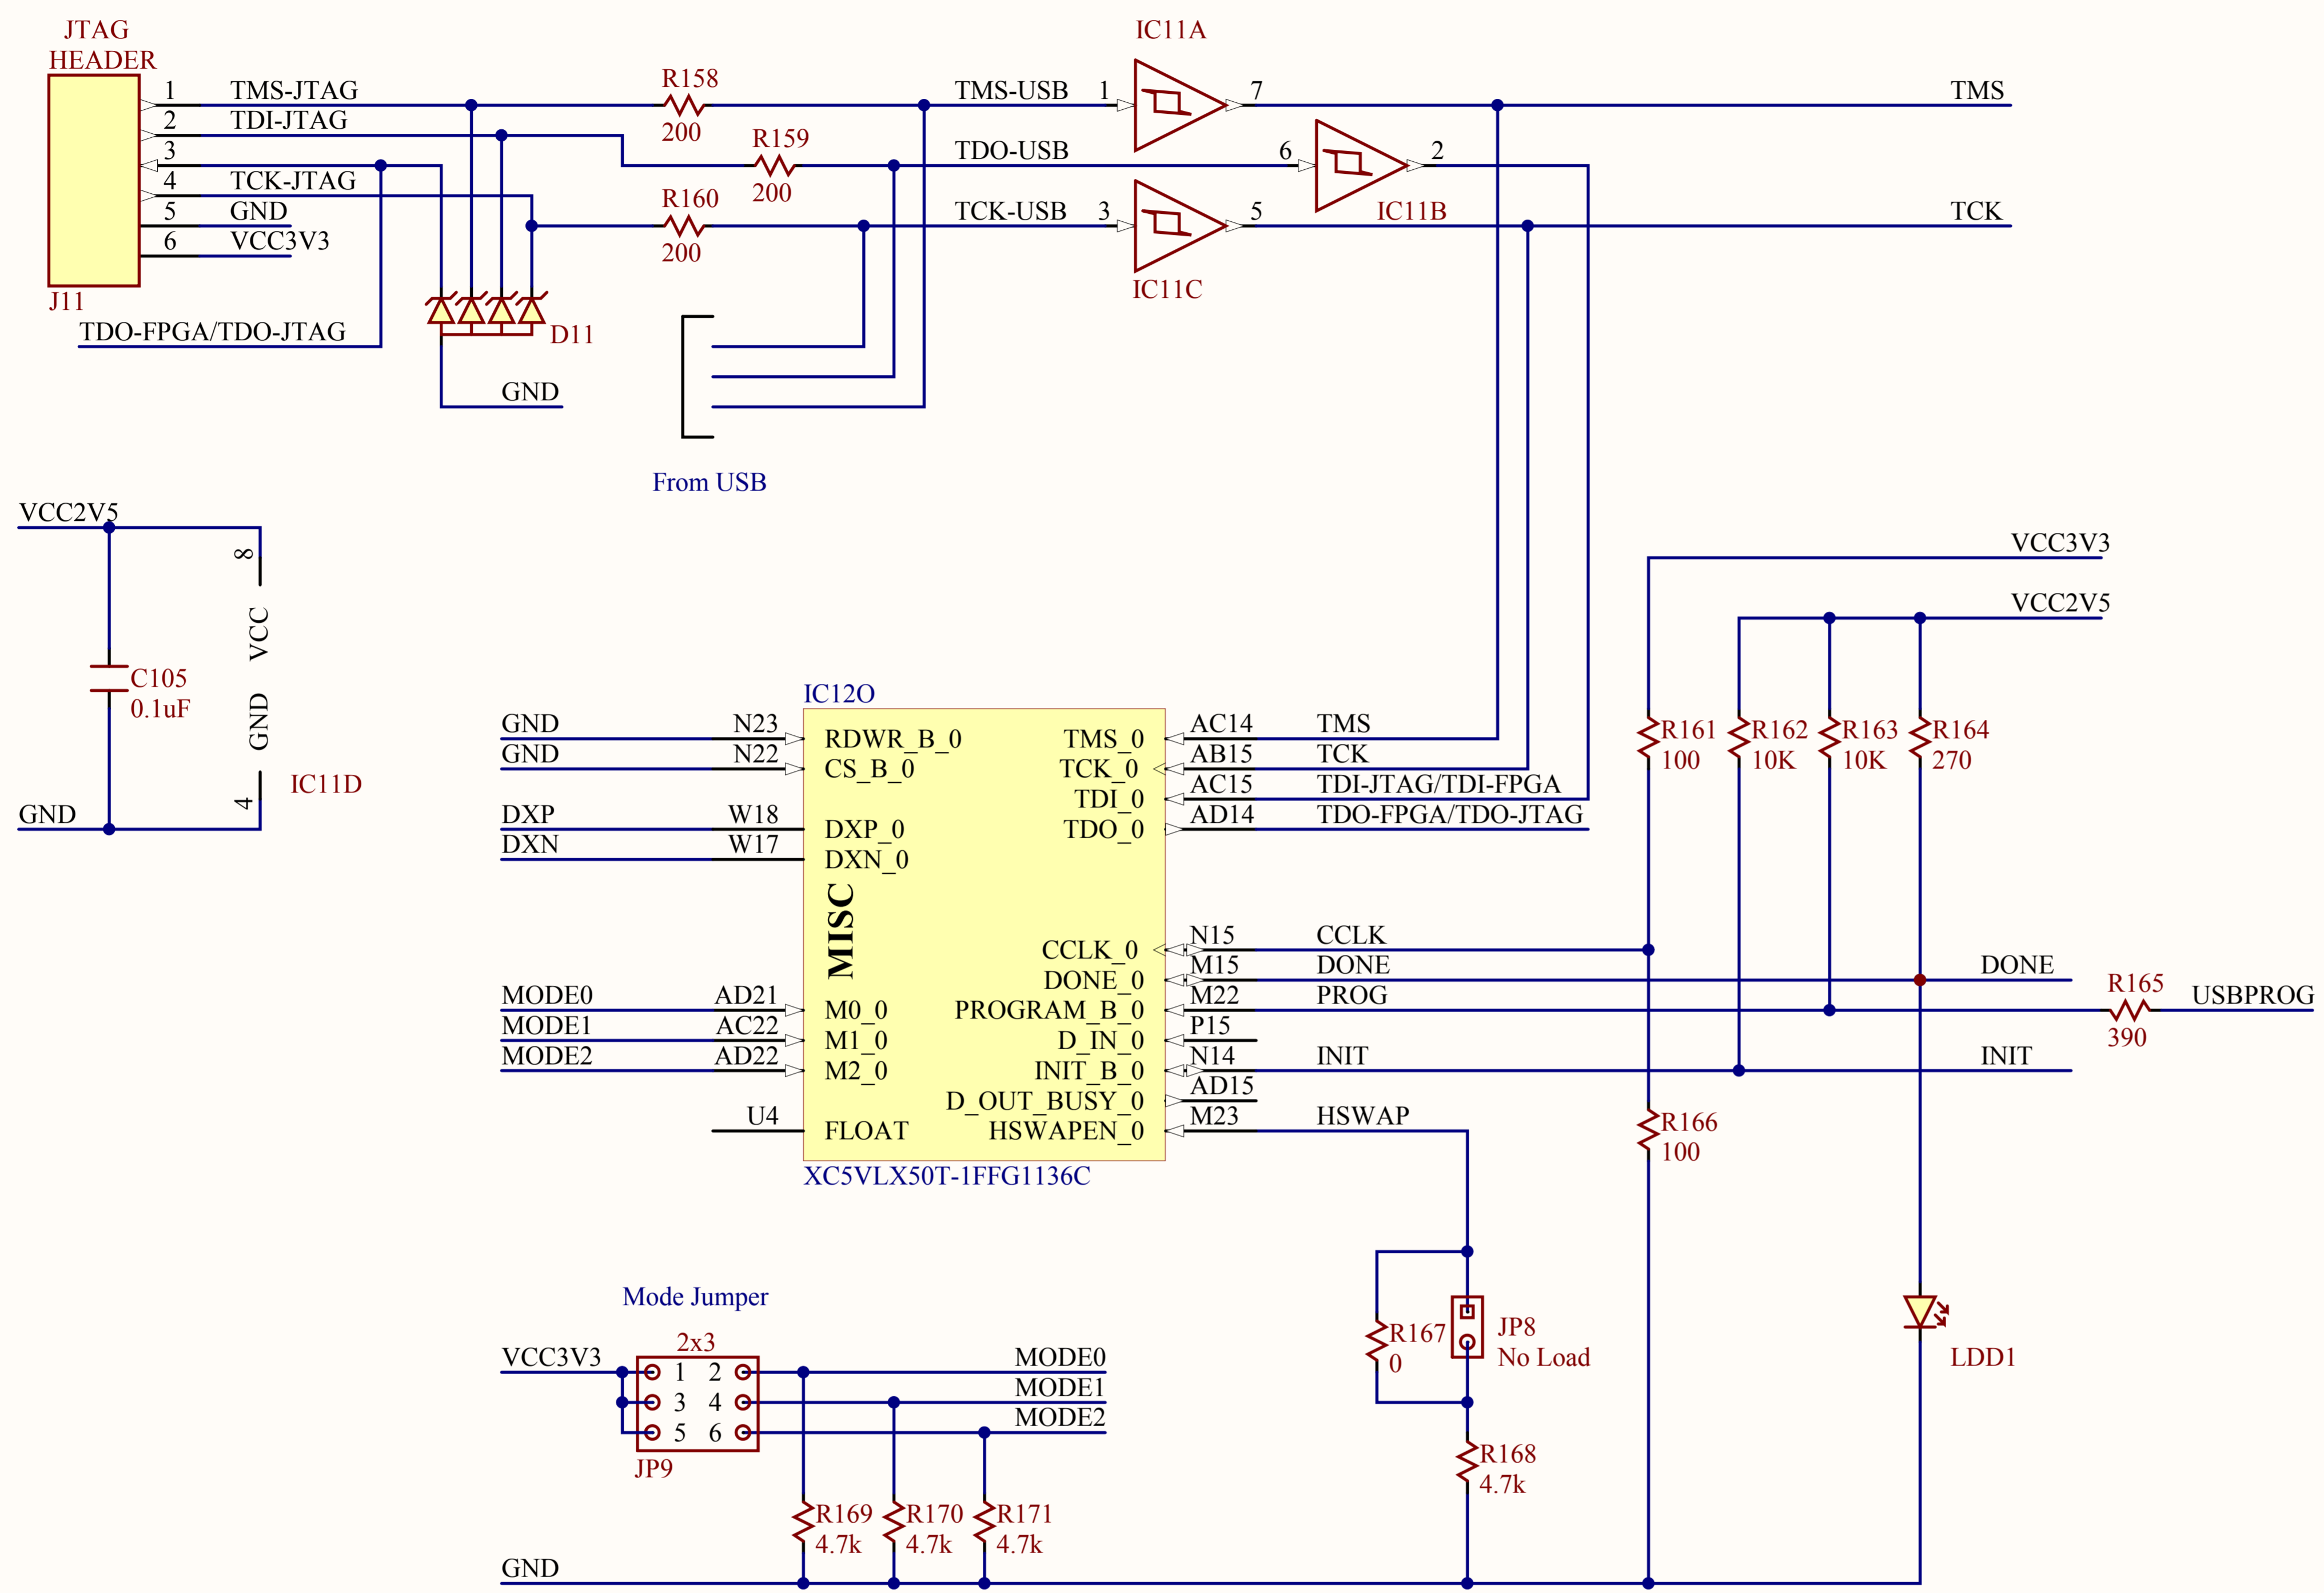 JTAG
HEADER
1 TMS-JTAG
2 TDI-JTAG
3
4 TCK-JTAG
5 GND
6 VCC3V3
J11
TDO-FPGA/TDO-JTAG
D11
GND
R158
200
R159
200
R160
200
From USB
TMS-USB 1
TDO-USB 6
TCK-USB 3
IC11A
7
2
IC11B
5
IC11C
TMS
TCK
VCC2V5
8
VCC
GND
4
C105
0.1uF
IC11D
GND
VCC3V3
VCC2V5
R161
100
R162
10K
R163
10K
R164
270
IC12O
GND N23 RDWR_B_0
GND N22 CS_B_0
DXP W18 DXP_0
DXN W17 DXN_0
MISC
MODE0 AD21 M0_0
MODE1 AC22 M1_0
MODE2 AD22 M2_0
U4 FLOAT
TMS_0 AC14 TMS
TCK_0 AB15 TCK
TDI_0 AC15 TDI-JTAG/TDI-FPGA
TDO_0 AD14 TDO-FPGA/TDO-JTAG
CCLK_0 N15 CCLK
DONE_0 M15 DONE DONE
PROGRAM_B_0 M22 PROG
D_IN_0 P15
INIT_B_0 N14 INIT INIT
D_OUT_BUSY_0 AD15
HSWAPEN_0 M23 HSWAP
XC5VLX50T-1FFG1136C
R165
390
USBPROG
R166
100
Mode Jumper
2x3
VCC3V3 1 2 MODE0
3 4 MODE1
5 6 MODE2
JP9
R167
0
JP8
No Load
LDD1
R168
4.7k
R169
4.7k
R170
4.7k
R171
4.7k
GND